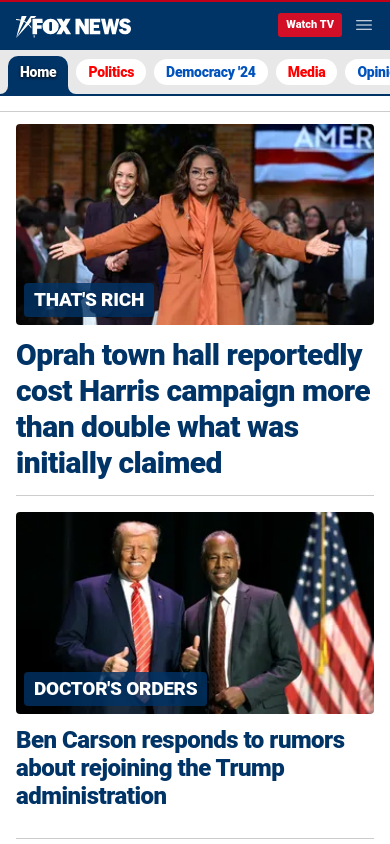 FOX NEWS
Watch TV
Home
Politics
Democracy '24
Media
Opini
AMER
THAT'S RICH
Oprah town hall reportedly
cost Harris campaign more
than double what was
initially claimed
DOCTOR'S ORDERS
Ben Carson responds to rumors
about rejoining the Trump
administration